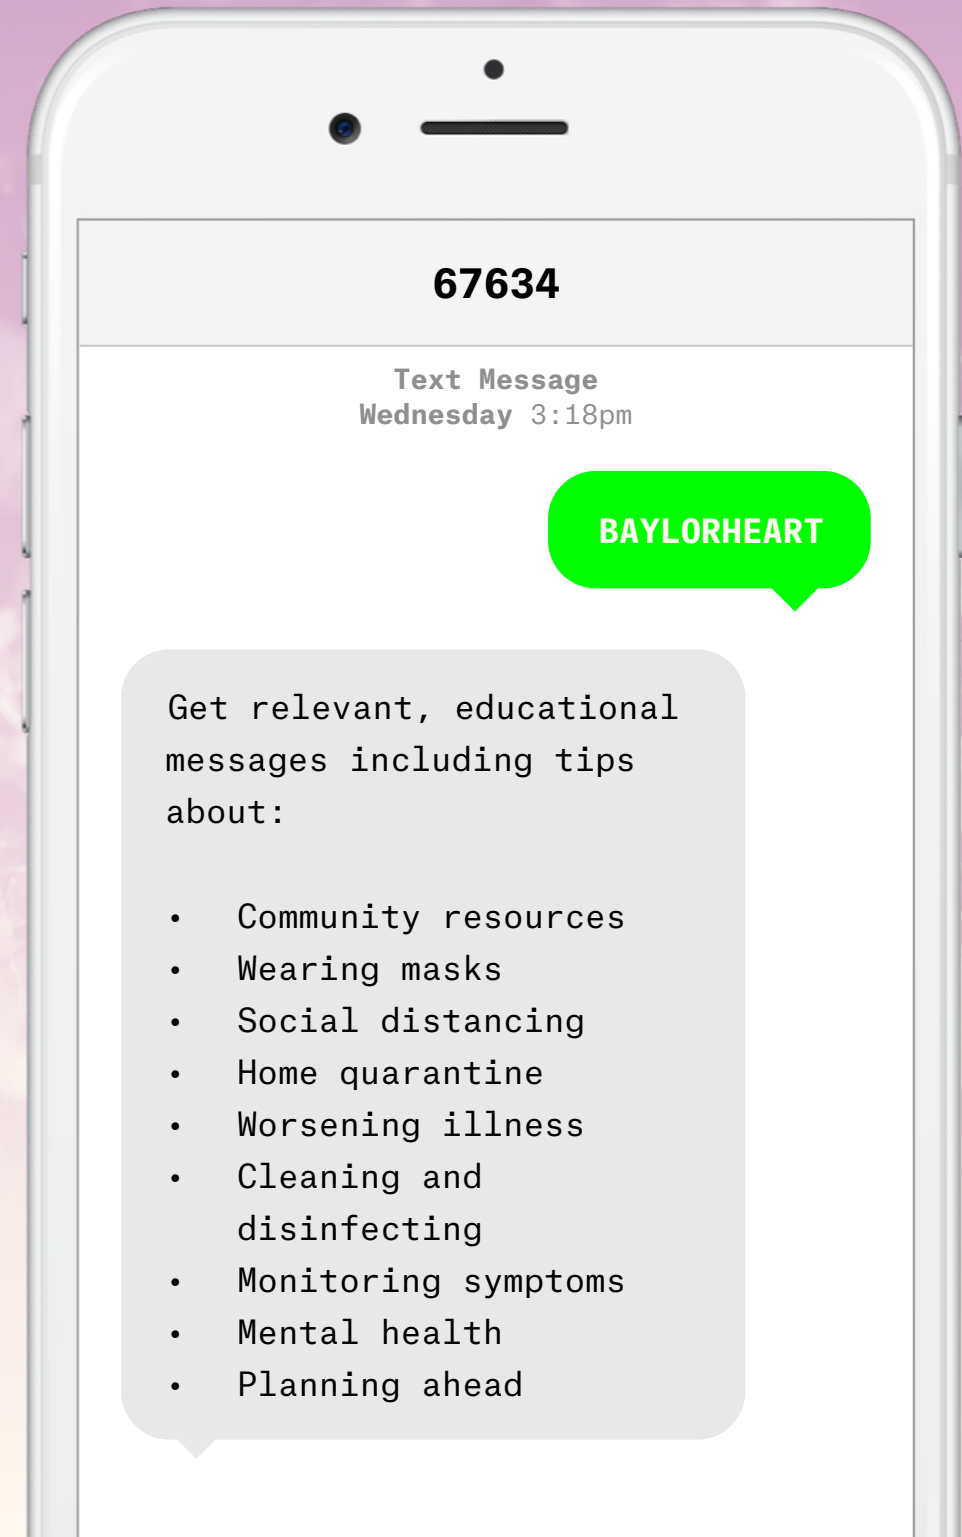 67634
Text Message
Wednesday 3:18pm
BAYLORHEART
Get relevant, educational
messages including tips
about:
• Community resources
• Wearing masks
• Social distancing
• Home quarantine
• Worsening illness
• Cleaning and
disinfecting
• Monitoring symptoms
• Mental health
• Planning ahead